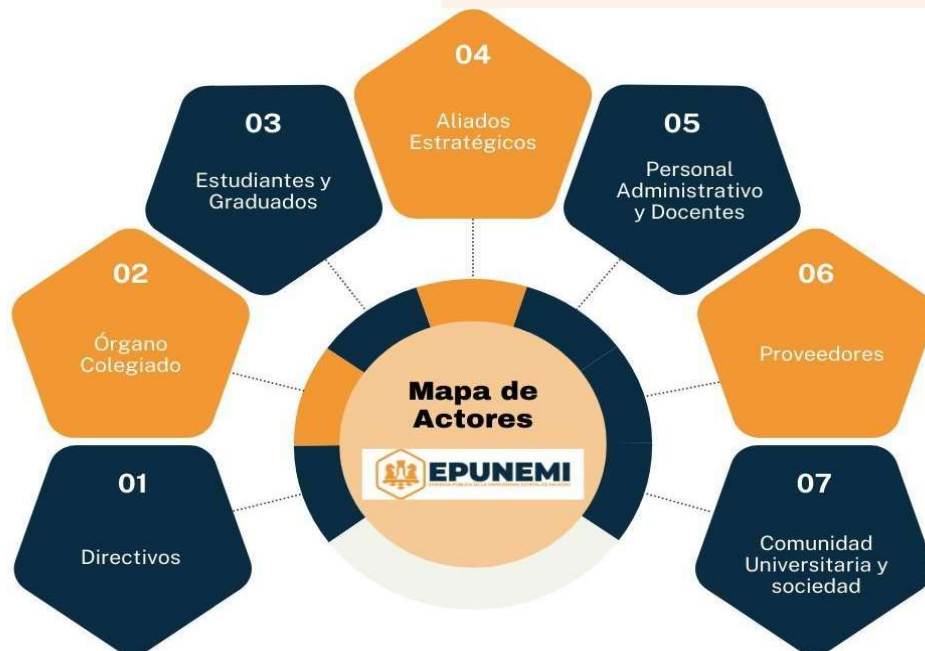 01
Directivos
02
Órgano
Colegiado
03
Estudiantes y
Graduados
04
Aliados
Estratégicos
05
Personal
Administrativo
y Docentes
06
Proveedores
07
Comunidad
Universitaria y
sociedad
Mapa de
Actores
EPUNEMI